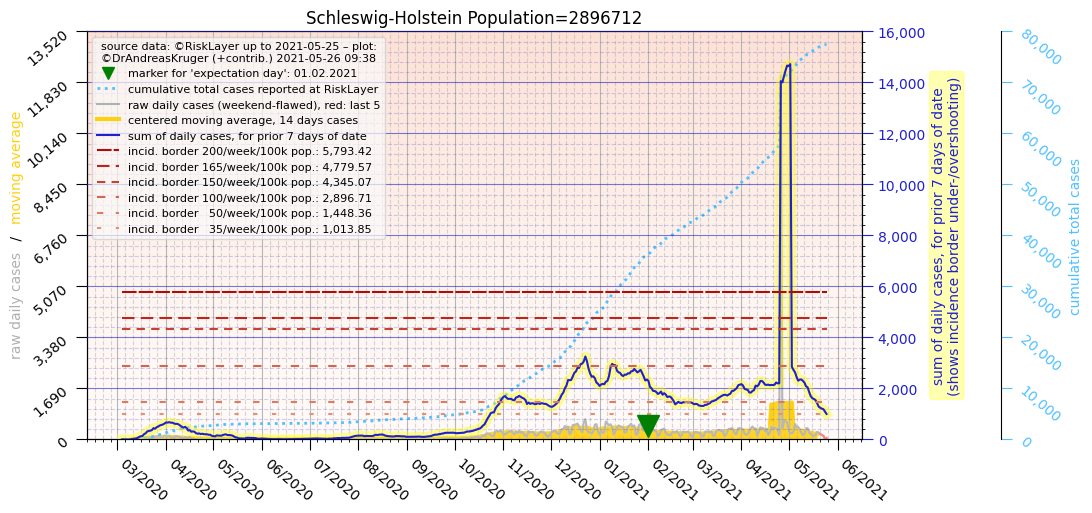 Schleswig-Holstein Population=2896712
source data: ©RiskLayer up to 2021-05-25 – plot:
©DrAndreasKruger (+contrib.) 2021-05-26 09:38
marker for 'expectation day': 01.02.2021
cumulative total cases reported at RiskLayer
raw daily cases (weekend-flawed), red: last 5
centered moving average, 14 days cases
sum of daily cases, for prior 7 days of date
incid. border 200/week/100k pop.: 5,793.42
incid. border 165/week/100k pop.: 4,779.57
incid. border 150/week/100k pop.: 4,345.07
incid. border 100/week/100k pop.: 2,896.71
incid. border   50/week/100k pop.: 1,448.36
incid. border   35/week/100k pop.: 1,013.85
raw daily cases / moving average
13,520
11,830
10,140
8,450
6,760
5,070
3,380
1,690
0
03/2020
04/2020
05/2020
06/2020
07/2020
08/2020
09/2020
10/2020
11/2020
12/2020
01/2021
02/2021
03/2021
04/2021
05/2021
06/2021
16,000
14,000
12,000
10,000
8,000
6,000
4,000
2,000
0
sum of daily cases, for prior 7 days of date
(shows incidence border under-/overshooting)
80,000
70,000
60,000
50,000
40,000
30,000
20,000
10,000
0
cumulative total cases